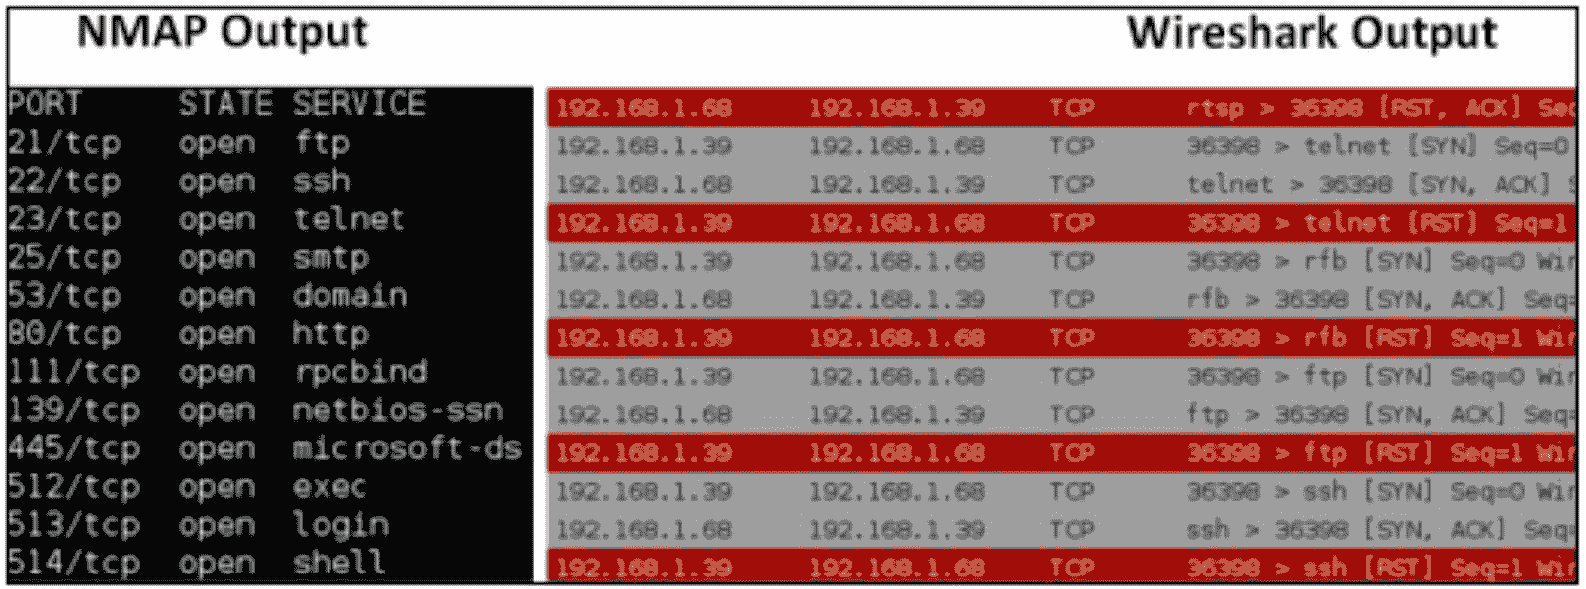 NMAP Output
Wireshark Output
PORT STATE SERVICE
21/tcp open ftp
22/tcp open ssh
23/tcp open telnet
25/tcp open smtp
53/tcp open domain
80/tcp open http
111/tcp open rpcbind
139/tcp open netbios-ssn
445/tcp open microsoft-ds
512/tcp open exec
513/tcp open login
514/tcp open shell
192.168.1.68 192.168.1.39 TCP rtsp > 36398 [RST, ACK] Seq
192.168.1.39 192.168.1.68 TCP 36398 > telnet [SYN] Seq=0
192.168.1.68 192.168.1.39 TCP telnet > 36398 [SYN, ACK] S
192.168.1.39 192.168.1.68 TCP 36398 > telnet [RST] Seq=1
192.168.1.39 192.168.1.68 TCP 36398 > rfb [SYN] Seq=0 Wi
192.168.1.68 192.168.1.39 TCP rfb > 36398 [SYN, ACK] Seq=
192.168.1.39 192.168.1.68 TCP 36398 > rfb [RST] Seq=1 Wi
192.168.1.39 192.168.1.68 TCP 36398 > ftp [SYN] Seq=0 Wi
192.168.1.68 192.168.1.39 TCP ftp > 36398 [SYN, ACK] Seq=
192.168.1.39 192.168.1.68 TCP 36398 > ftp [RST] Seq=1 Wi
192.168.1.39 192.168.1.68 TCP 36398 > ssh [SYN] Seq=0 Wi
192.168.1.68 192.168.1.39 TCP ssh > 36398 [SYN, ACK] Seq=
192.168.1.39 192.168.1.68 TCP 36398 > ssh [RST] Seq=1 Wi